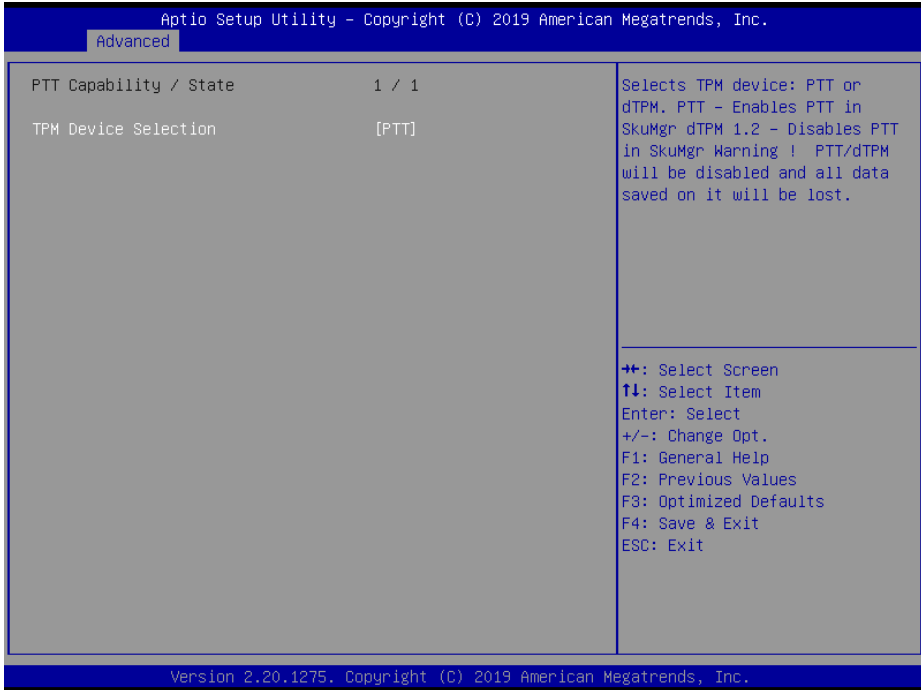 Aptio Setup Utility – Copyright (C) 2019 American Megatrends, Inc.
Advanced
PTT Capability / State 1 / 1
TPM Device Selection [PTT]
Selects TPM device: PTT or
dTPM. PTT – Enables PTT in
SkuMgr dTPM 1.2 – Disables PTT
in SkuMgr Warning ! PTT/dTPM
will be disabled and all data
saved on it will be lost.
→←: Select Screen
↑↓: Select Item
Enter: Select
+/-: Change Opt.
F1: General Help
F2: Previous Values
F3: Optimized Defaults
F4: Save & Exit
ESC: Exit
Version 2.20.1275. Copyright (C) 2019 American Megatrends, Inc.